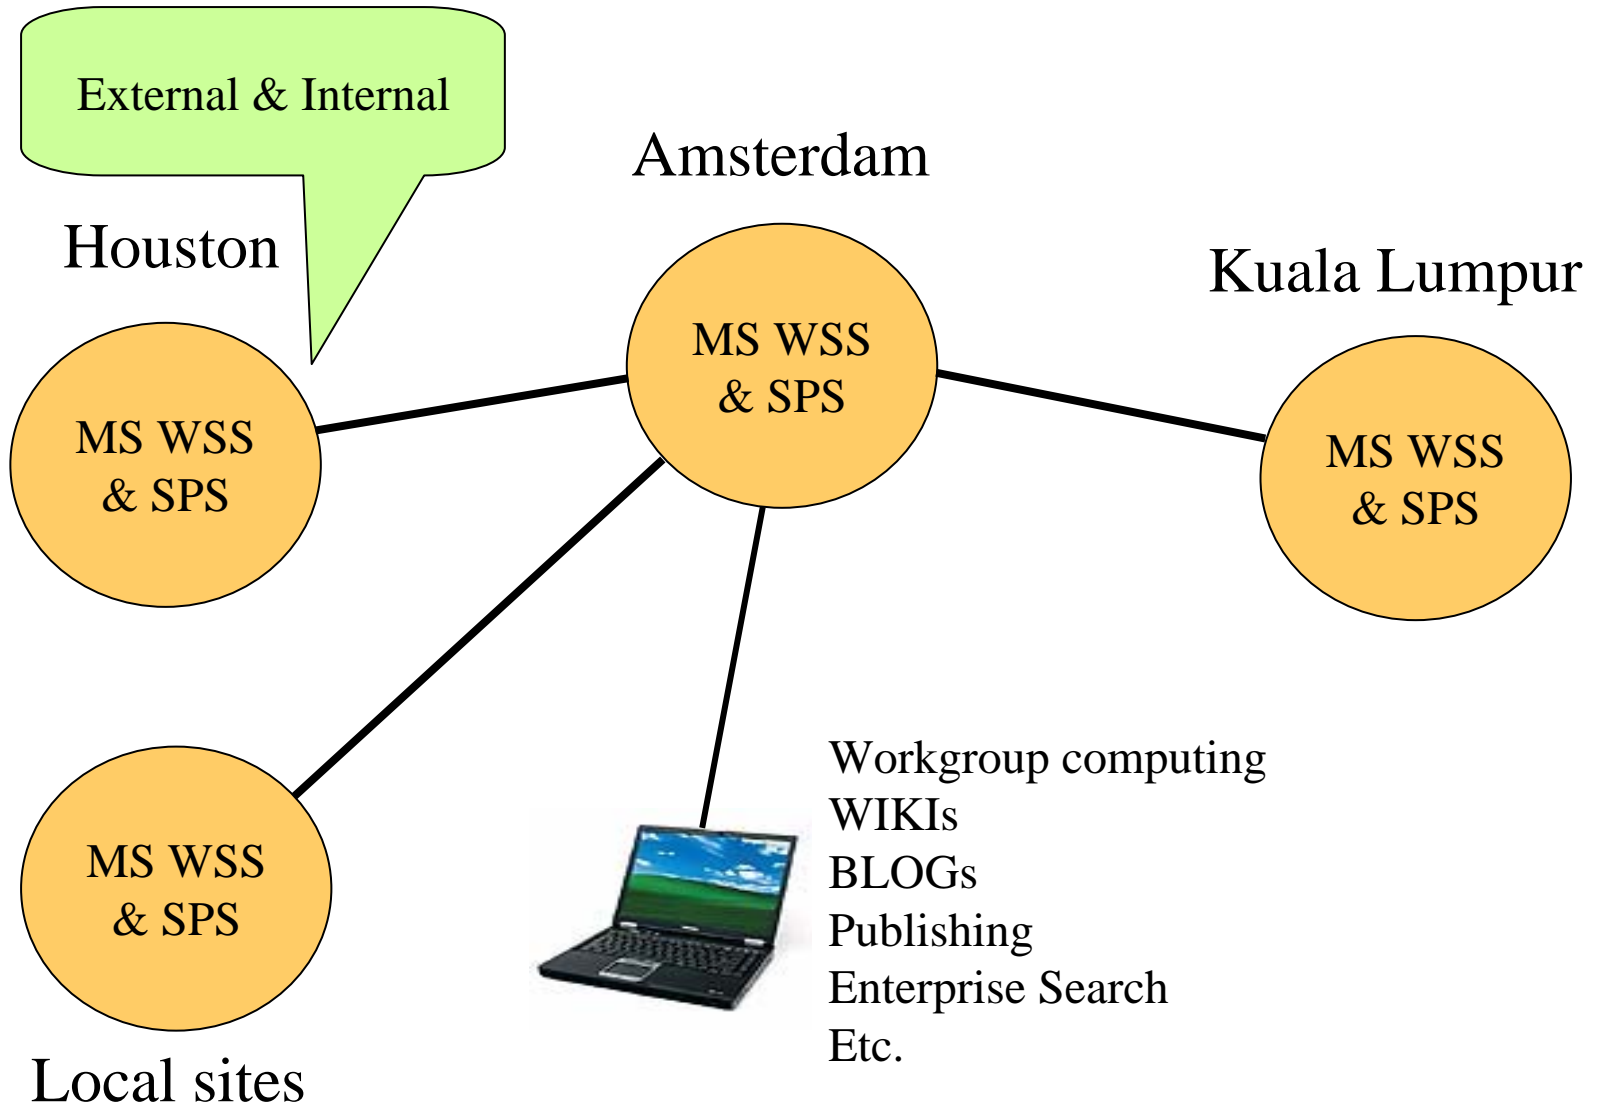 External & Internal
Amsterdam
Houston
Kuala Lumpur
MS WSS
& SPS
MS WSS
& SPS
MS WSS
& SPS
MS WSS
& SPS
Local sites
Workgroup computing
WIKIs
BLOGs
Publishing
Enterprise Search
Etc.